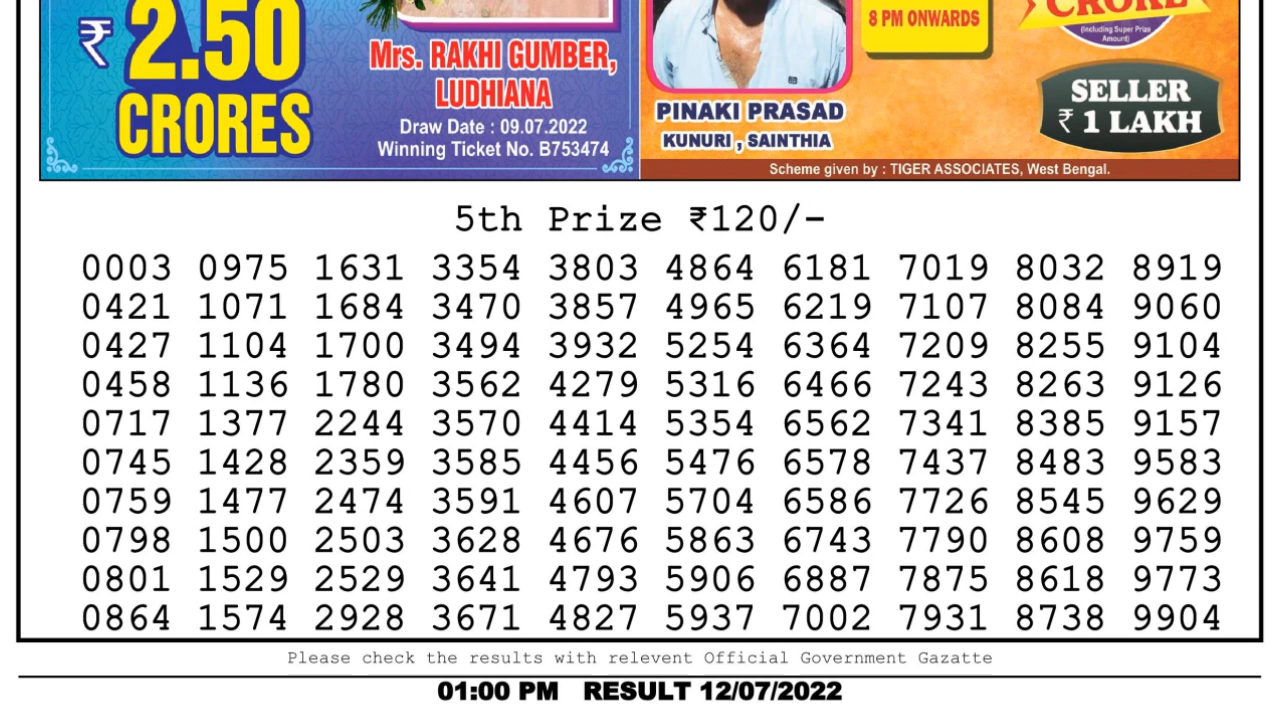 ₹ 2.50
CRORES
Mrs. RAKHI GUMBER,
LUDHIANA
Draw Date : 09.07.2022
Winning Ticket No. B753474
PINAKI PRASAD
KUNURI , SAINTHIA
8 PM ONWARDS
CRORE
(Including Super Prize
Amount)
SELLER
₹ 1 LAKH
Scheme given by : TIGER ASSOCIATES, West Bengal.
5th Prize ₹120/-
0003 0975 1631 3354 3803 4864 6181 7019 8032 8919
0421 1071 1684 3470 3857 4965 6219 7107 8084 9060
0427 1104 1700 3494 3932 5254 6364 7209 8255 9104
0458 1136 1780 3562 4279 5316 6466 7243 8263 9126
0717 1377 2244 3570 4414 5354 6562 7341 8385 9157
0745 1428 2359 3585 4456 5476 6578 7437 8483 9583
0759 1477 2474 3591 4607 5704 6586 7726 8545 9629
0798 1500 2503 3628 4676 5863 6743 7790 8608 9759
0801 1529 2529 3641 4793 5906 6887 7875 8618 9773
0864 1574 2928 3671 4827 5937 7002 7931 8738 9904
Please check the results with relevent Official Government Gazatte
01:00 PM RESULT 12/07/2022